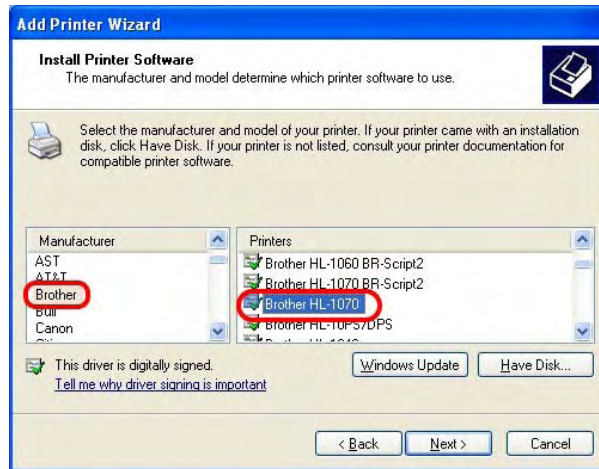 Add Printer Wizard
Install Printer Software
The manufacturer and model determine which printer software to use.
Select the manufacturer and model of your printer. If your printer came with an installation
disk, click Have Disk. If your printer is not listed, consult your printer documentation for
compatible printer software.
Manufacturer
AST
AT&T
Brother
Bull
Canon
Printers
Brother HL-1060 BR-Script2
Brother HL-1070 BR-Script2
Brother HL-1070
Brother HL-10PS7DPS
This driver is digitally signed.
Tell me why driver signing is important
Windows Update
Have Disk...
< Back
Next >
Cancel